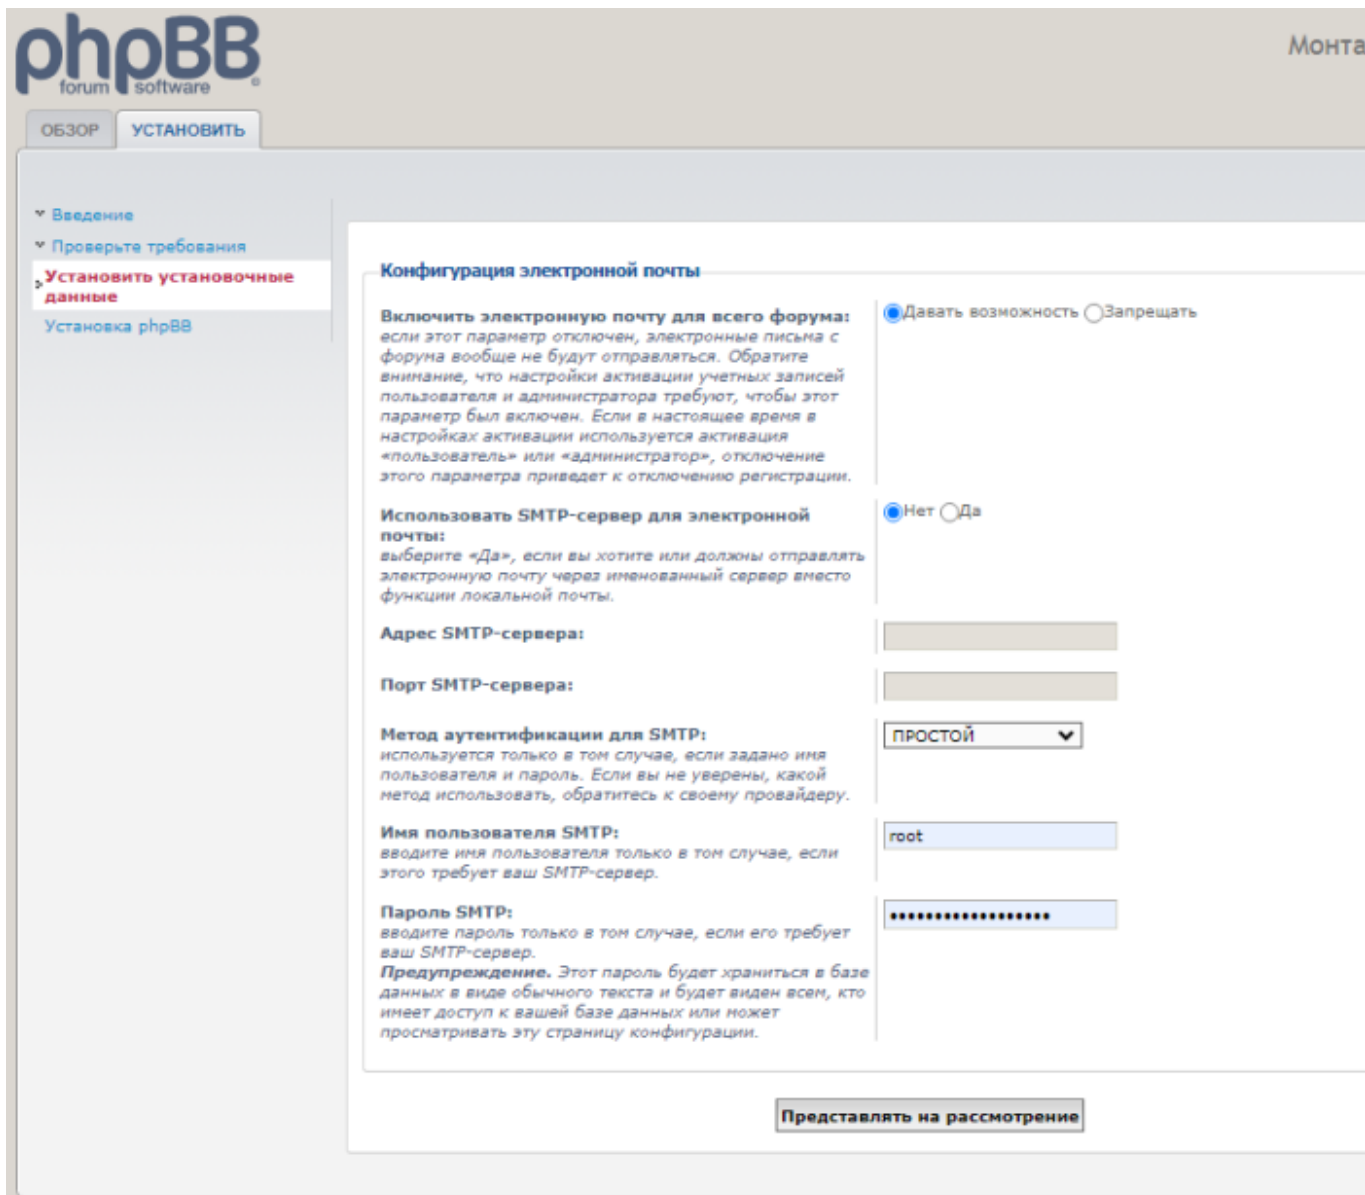 phpBB
forum software
Монта
ОБЗОР УСТАНОВИТЬ
Введение
Проверьте требования
Установить установочные
данные
Установка phpBB
Конфигурация электронной почты
Включить электронную почту для всего форума:
если этот параметр отключен, электронные письма с
форума вообще не будут отправляться. Обратите
внимание, что настройки активации учетных записей
пользователя и администратора требуют, чтобы этот
параметр был включен. Если в настоящее время в
настройках активации используется активация
«пользователь» или «администратор», отключение
этого параметра приведет к отключению регистрации.
Давать возможность Запрещать
Использовать SMTP-сервер для электронной
почты:
выберите «Да», если вы хотите или должны отправлять
электронную почту через именованный сервер вместо
функции локальной почты.
Нет Да
Адрес SMTP-сервера:
Порт SMTP-сервера:
Метод аутентификации для SMTP:
используется только в том случае, если задано имя
пользователя и пароль. Если вы не уверены, какой
метод использовать, обратитесь к своему провайдеру.
ПРОСТОЙ
Имя пользователя SMTP:
вводите имя пользователя только в том случае, если
этого требует ваш SMTP-сервер.
root
Пароль SMTP:
вводите пароль только в том случае, если его требует
ваш SMTP-сервер.
Предупреждение. Этот пароль будет храниться в базе
данных в виде обычного текста и будет виден всем, кто
имеет доступ к вашей базе данных или может
просматривать эту страницу конфигурации.
••••••••••••••••••
Представлять на рассмотрение